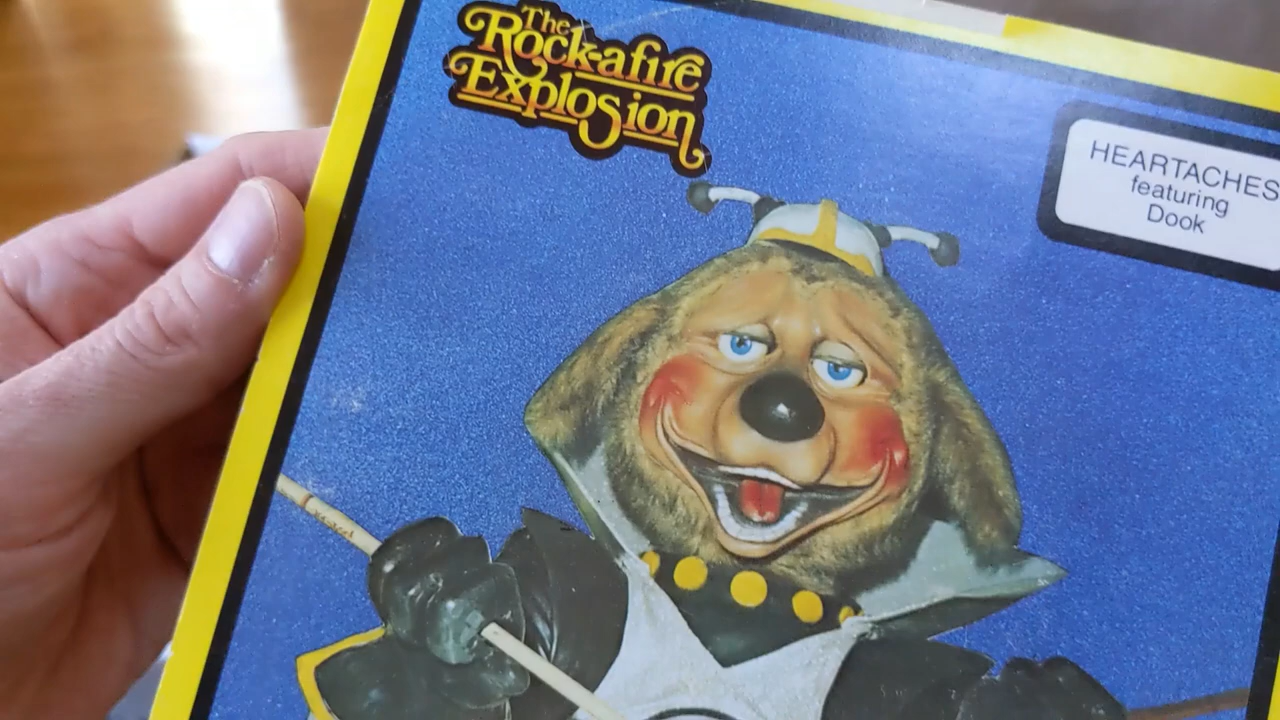 The
Rock-afire
Explosion
HEARTACHES
featuring
Dook